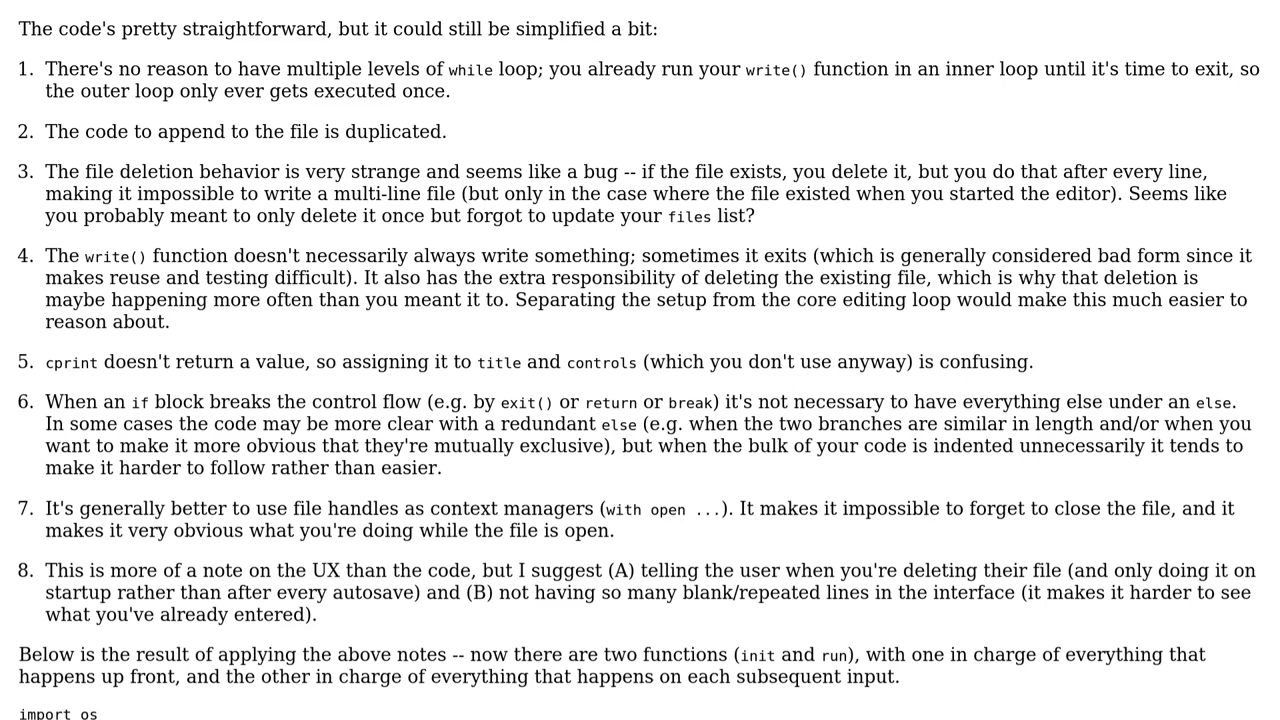 The code's pretty straightforward, but it could still be simplified a bit:
1. There's no reason to have multiple levels of while loop; you already run your write() function in an inner loop until it's time to exit, so
the outer loop only ever gets executed once.
2. The code to append to the file is duplicated.
3. The file deletion behavior is very strange and seems like a bug -- if the file exists, you delete it, but you do that after every line,
making it impossible to write a multi-line file (but only in the case where the file existed when you started the editor). Seems like
you probably meant to only delete it once but forgot to update your files list?
4. The write() function doesn't necessarily always write something; sometimes it exits (which is generally considered bad form since it
makes reuse and testing difficult). It also has the extra responsibility of deleting the existing file, which is why that deletion is
maybe happening more often than you meant it to. Separating the setup from the core editing loop would make this much easier to
reason about.
5. cprint doesn't return a value, so assigning it to title and controls (which you don't use anyway) is confusing.
6. When an if block breaks the control flow (e.g. by exit() or return or break) it's not necessary to have everything else under an else.
In some cases the code may be more clear with a redundant else (e.g. when the two branches are similar in length and/or when you
want to make it more obvious that they're mutually exclusive), but when the bulk of your code is indented unnecessarily it tends to
make it harder to follow rather than easier.
7. It's generally better to use file handles as context managers (with open ...). It makes it impossible to forget to close the file, and it
makes it very obvious what you're doing while the file is open.
8. This is more of a note on the UX than the code, but I suggest (A) telling the user when you're deleting their file (and only doing it on
startup rather than after every autosave) and (B) not having so many blank/repeated lines in the interface (it makes it harder to see
what you've already entered).
Below is the result of applying the above notes -- now there are two functions (init and run), with one in charge of everything that
happens up front, and the other in charge of everything that happens on each subsequent input.
import os